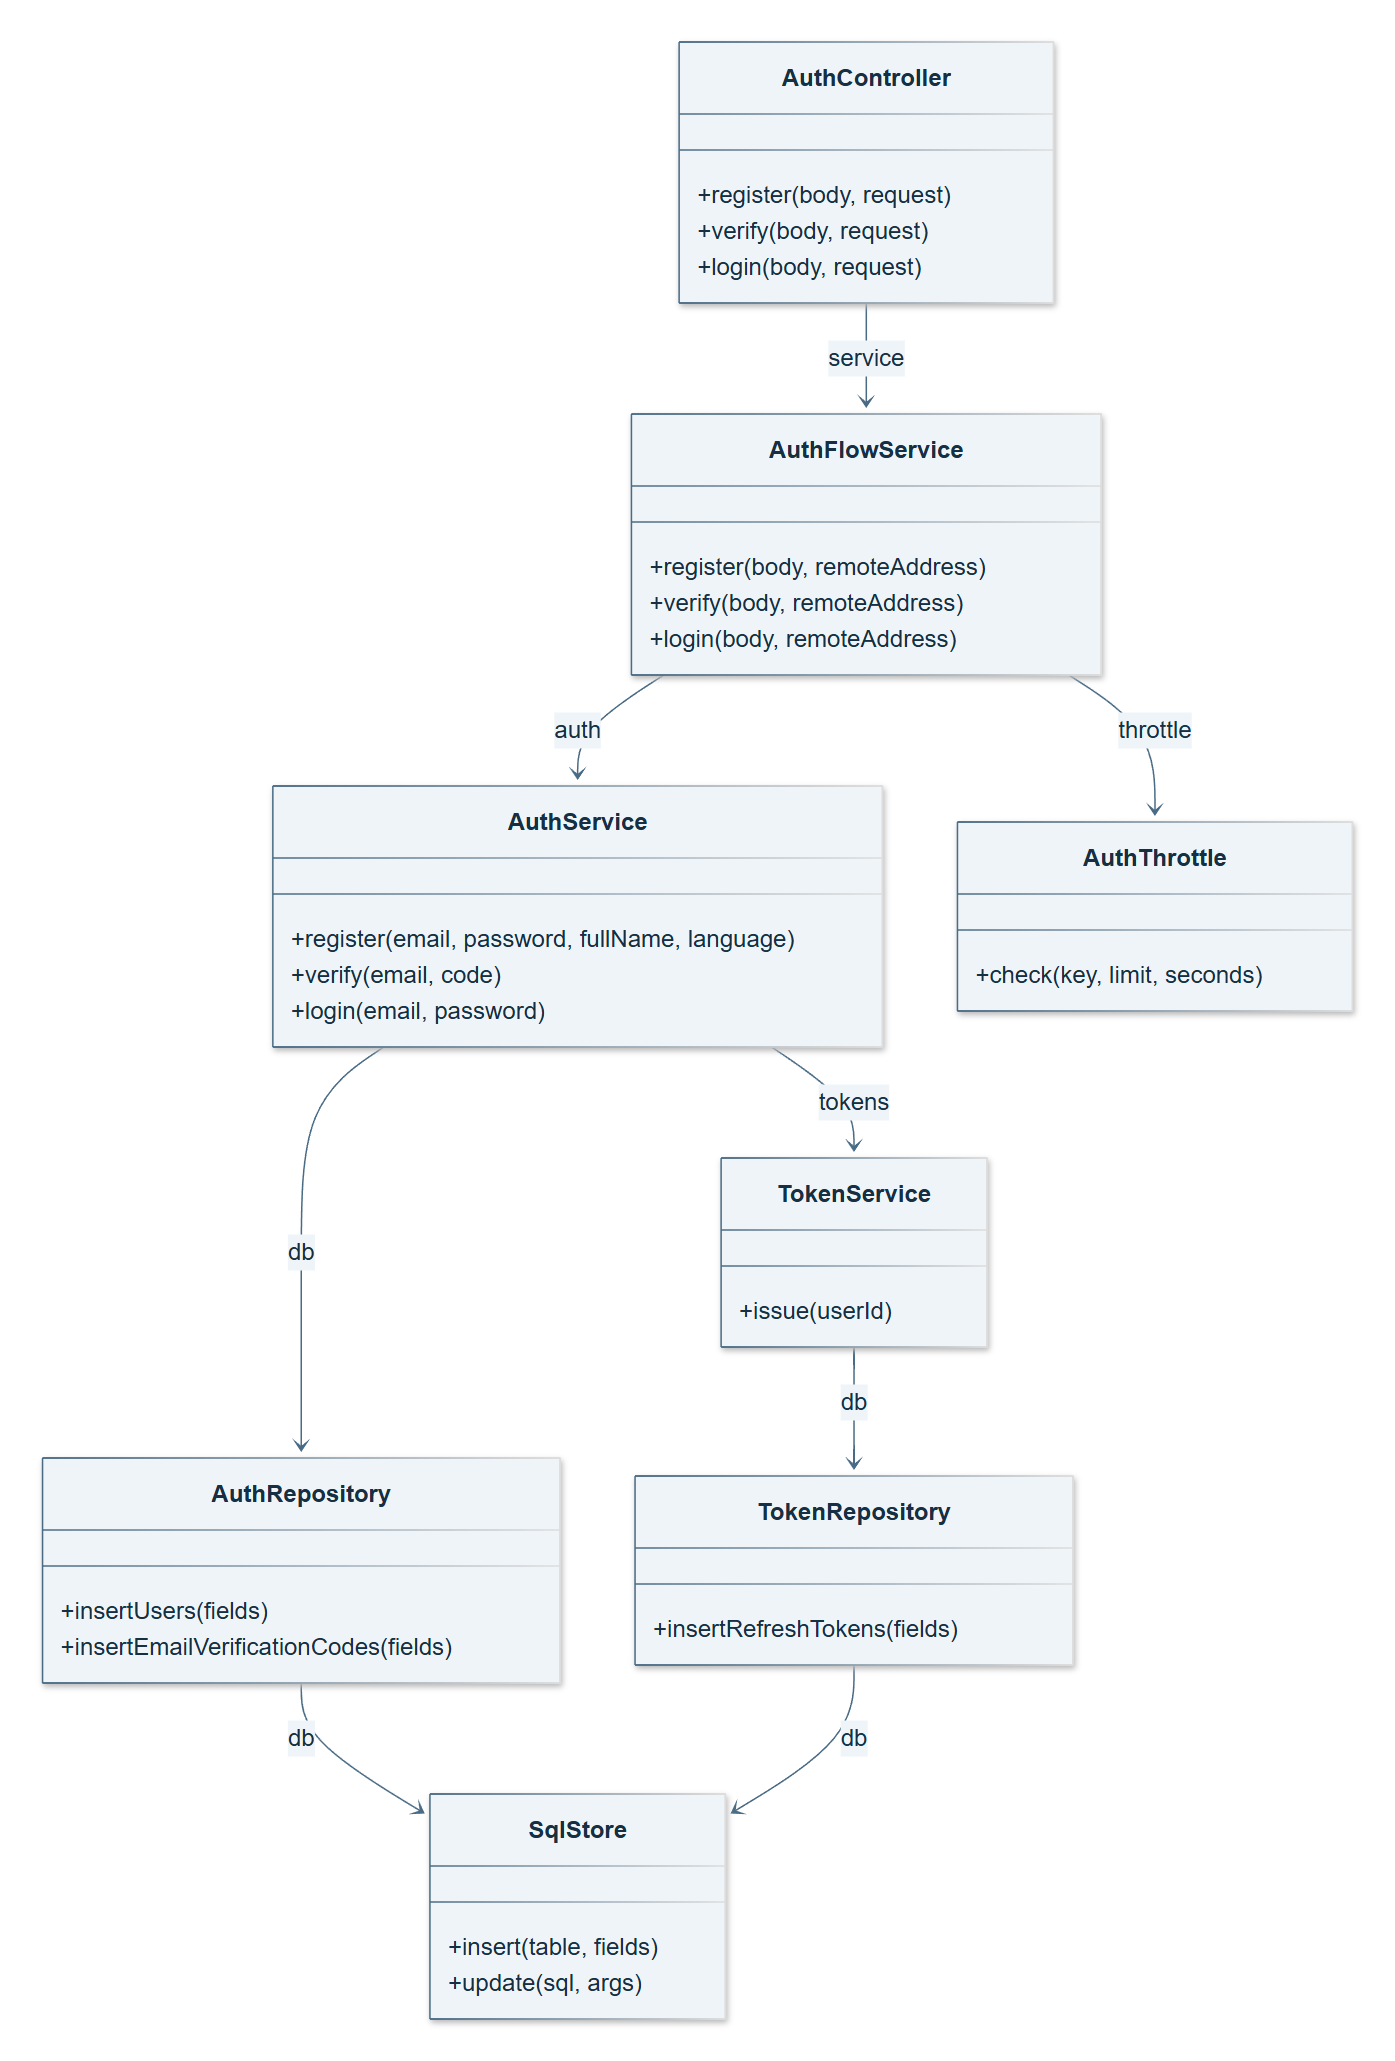 AuthController
+register(body, request)
+verify(body, request)
+login(body, request)
service
AuthFlowService
+register(body, remoteAddress)
+verify(body, remoteAddress)
+login(body, remoteAddress)
auth
throttle
AuthService
+register(email, password, fullName, language)
+verify(email, code)
+login(email, password)
AuthThrottle
+check(key, limit, seconds)
tokens
TokenService
+issue(userId)
db
db
AuthRepository
+insertUsers(fields)
+insertEmailVerificationCodes(fields)
TokenRepository
+insertRefreshTokens(fields)
db
db
SqlStore
+insert(table, fields)
+update(sql, args)